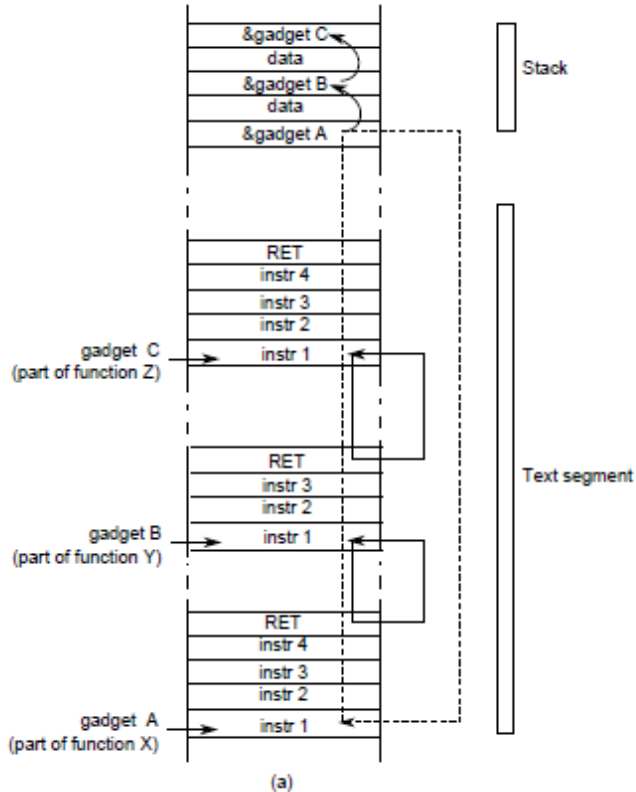 &gadget C
data
&gadget B
data
&gadget A
Stack
RET
instr 4
instr 3
instr 2
instr 1
gadget C
(part of function Z)
Text segment
RET
instr 3
instr 2
instr 1
gadget B
(part of function Y)
RET
instr 4
instr 3
instr 2
instr 1
gadget A
(part of function X)
(a)